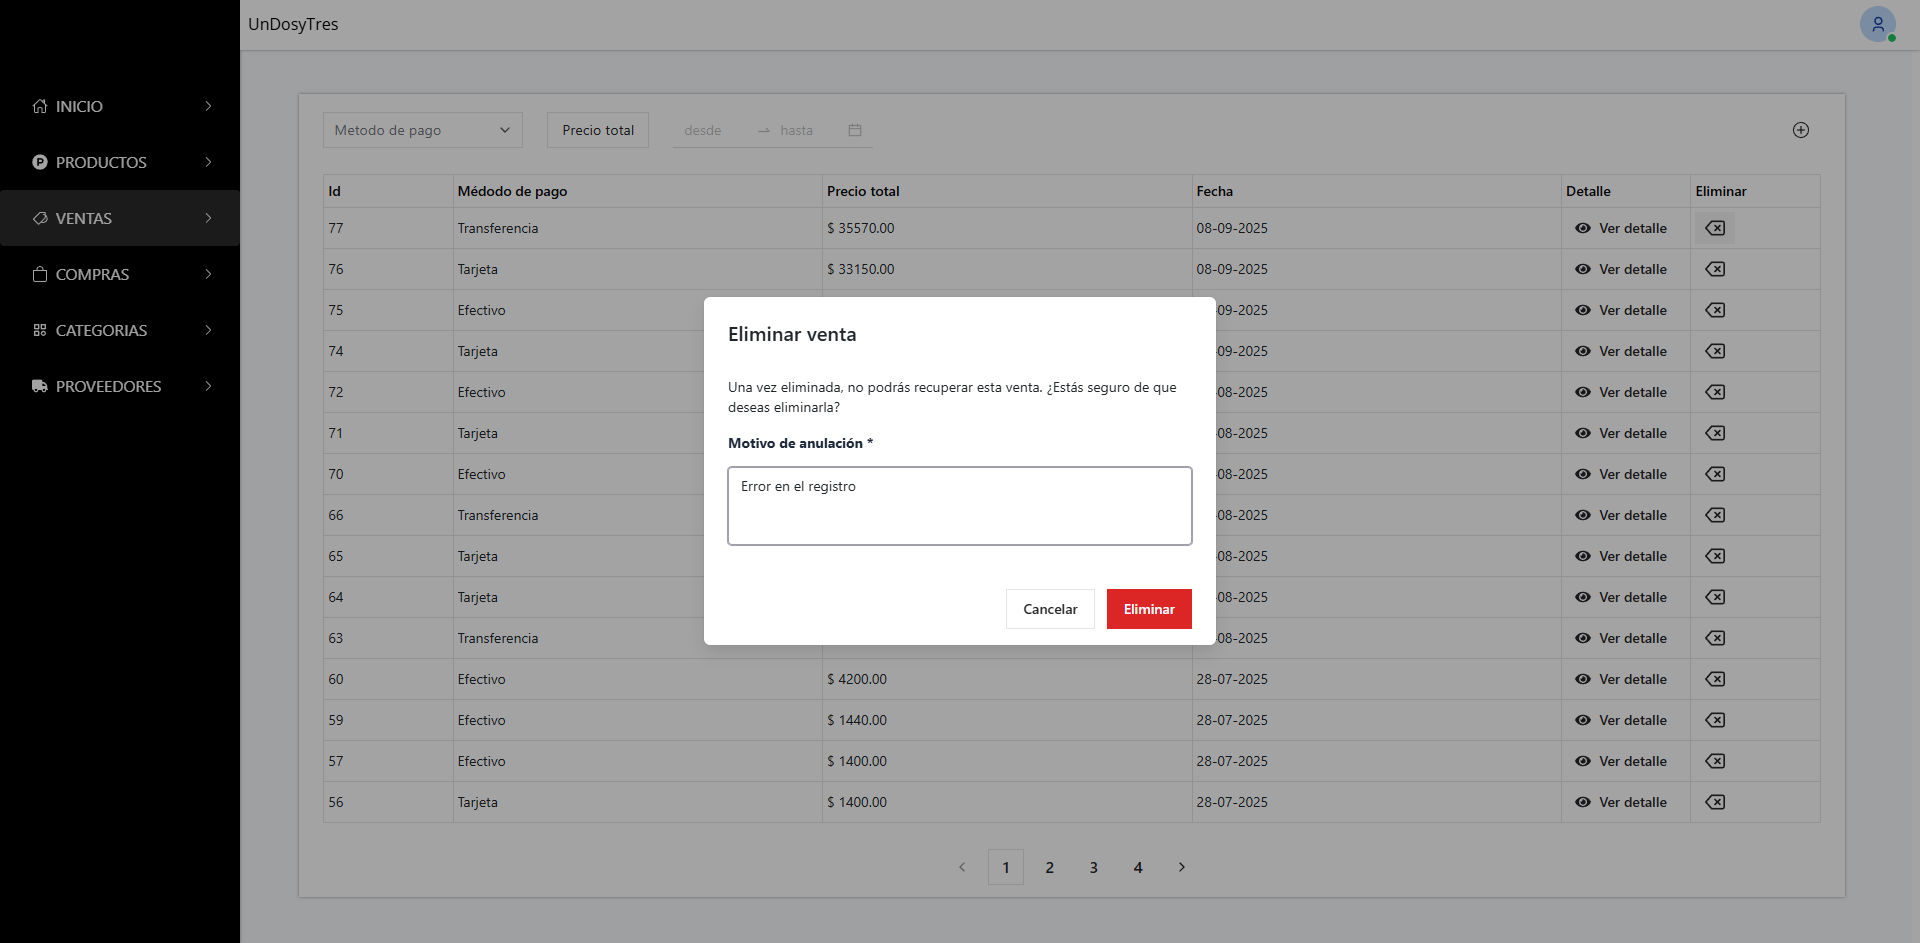 UnDosyTres
INICIO
PRODUCTOS
VENTAS
COMPRAS
CATEGORIAS
PROVEEDORES
Metodo de pago
Precio total
desde
hasta
Id Médodo de pago Precio total Fecha Detalle Eliminar
77 Transferencia $ 35570.00 08-09-2025 Ver detalle
76 Tarjeta $ 33150.00 08-09-2025 Ver detalle
75 Efectivo -09-2025 Ver detalle
74 Tarjeta -09-2025 Ver detalle
72 Efectivo -08-2025 Ver detalle
71 Tarjeta -08-2025 Ver detalle
70 Efectivo -08-2025 Ver detalle
66 Transferencia -08-2025 Ver detalle
65 Tarjeta -08-2025 Ver detalle
64 Tarjeta -08-2025 Ver detalle
63 Transferencia -08-2025 Ver detalle
60 Efectivo $ 4200.00 28-07-2025 Ver detalle
59 Efectivo $ 1440.00 28-07-2025 Ver detalle
57 Efectivo $ 1400.00 28-07-2025 Ver detalle
56 Tarjeta $ 1400.00 28-07-2025 Ver detalle
1 2 3 4
Eliminar venta
Una vez eliminada, no podrás recuperar esta venta. ¿Estás seguro de que
deseas eliminarla?
Motivo de anulación *
Error en el registro
Cancelar
Eliminar